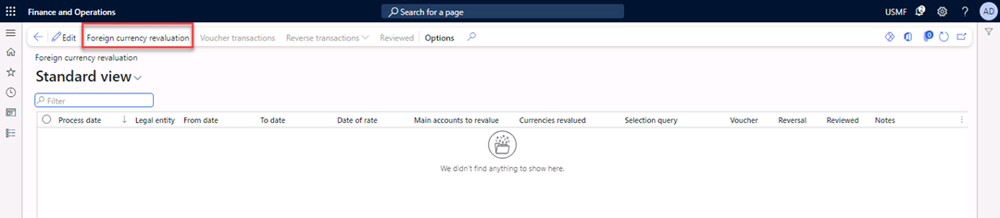 Finance and Operations Search for a page USMF 2 ? AD
Edit Foreign currency revaluation Voucher transactions Reverse transactions Reviewed Options 0
Foreign currency revaluation
Standard view
Filter
Process date Legal entity From date To date Date of rate Main accounts to revalue Currencies revalued Selection query Voucher Reversal Reviewed Notes
We didn't find anything to show here.